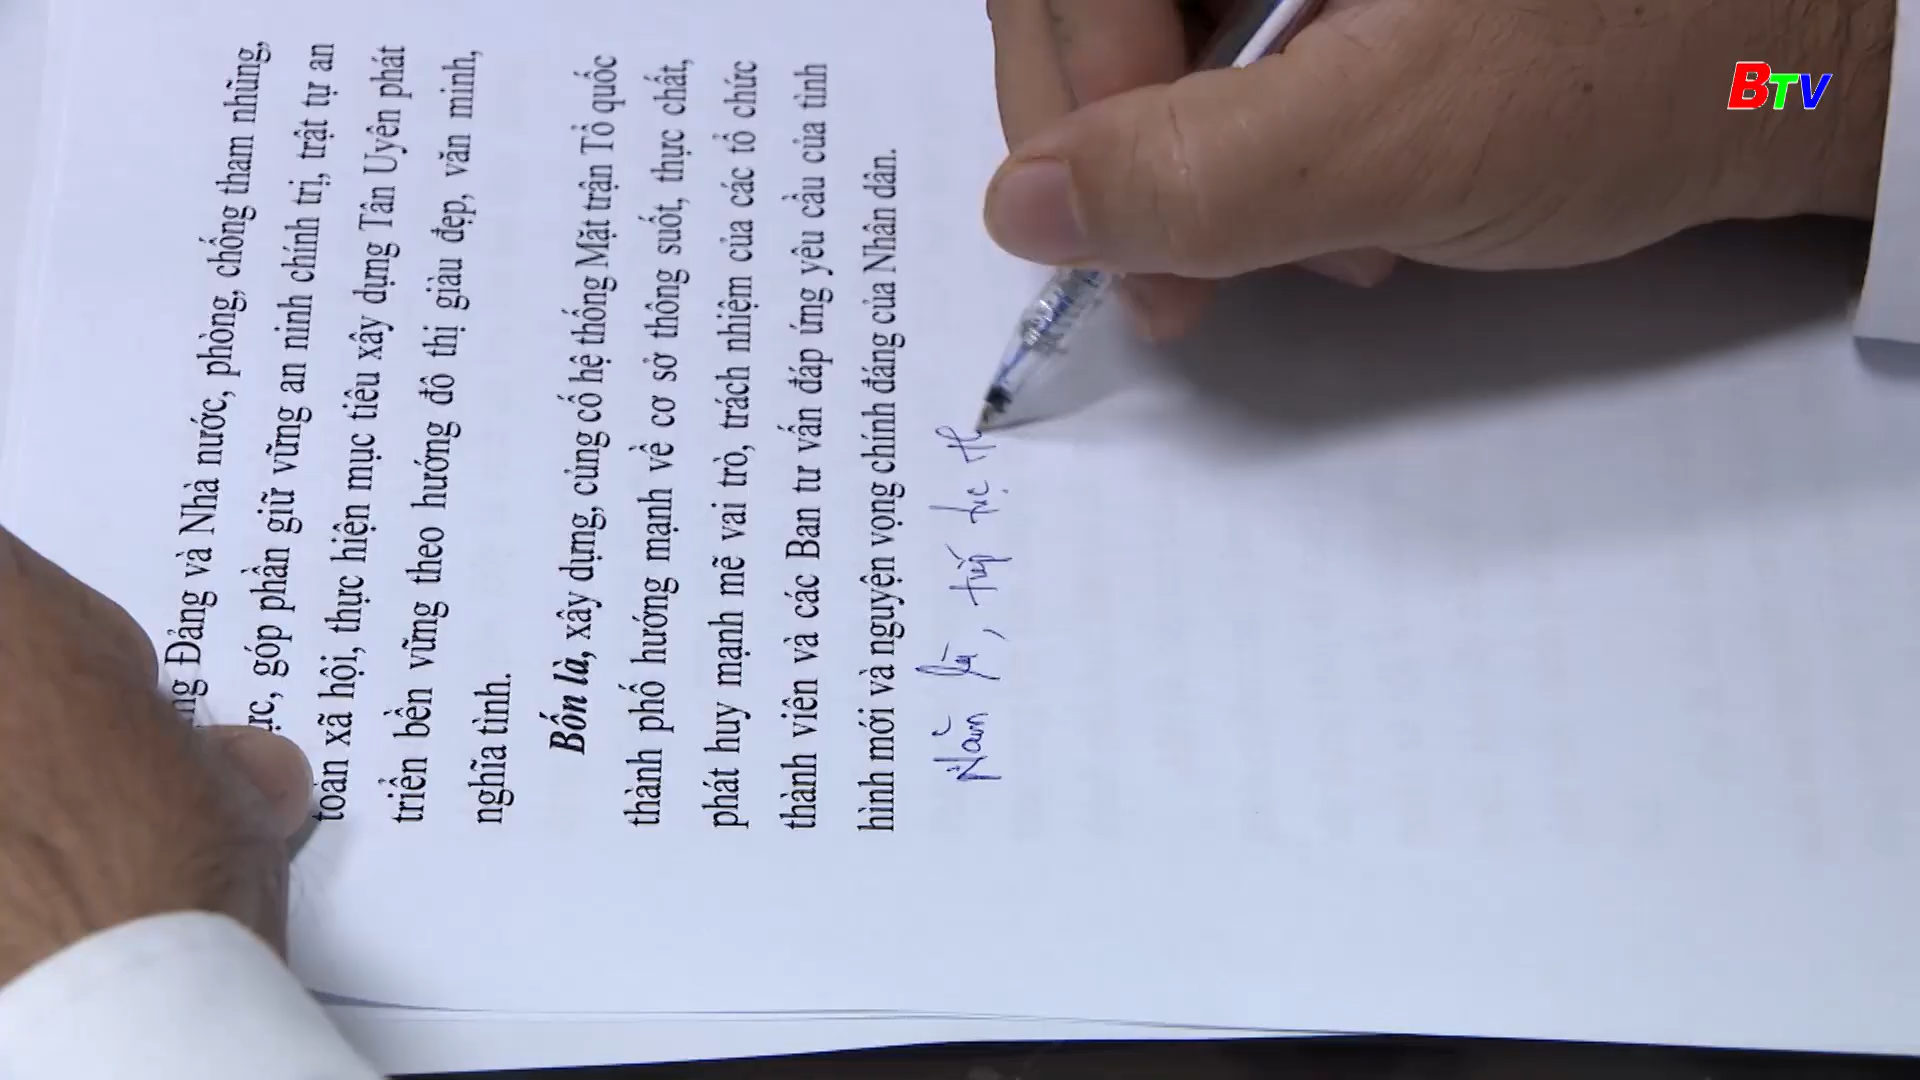 Đảng và Nhà nước, phòng, chống tham nhũng,
góp phần giữ vững an ninh chính trị, trật tự an
toàn xã hội, thực hiện mục tiêu xây dựng Tân Uyên phát
triển bền vững theo hướng đô thị giàu đẹp, văn minh,
nghĩa tình.
Bốn là, xây dựng, củng cố hệ thống Mặt trận Tổ quốc
thành phố hướng mạnh về cơ sở thông suốt, thực chất,
phát huy mạnh mẽ vai trò, trách nhiệm của các tổ chức
thành viên và các Ban tư vấn đáp ứng yêu cầu của tình
hình mới và nguyện vọng chính đáng của Nhân dân.
Năm là, tiếp tục th
BTV